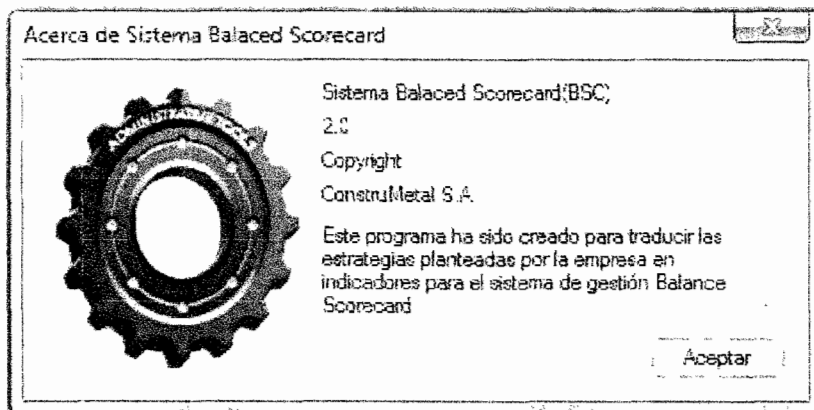 Acerca de Sistema Balaced Scorecard
Sistema Balaced Scorecard(BSC)
2.0
Copyright
ConstruMetal S.A.
Este programa ha sido creado para traducir las
estrategias planteadas por la empresa en
indicadores para el sistema de gestión Balance
Scorecard
Aceptar